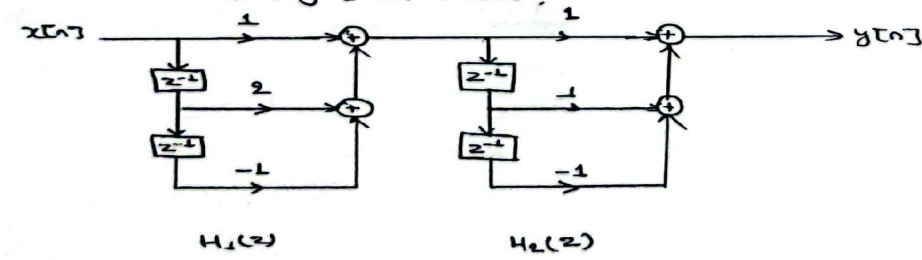 1 1
x[n] + + y[n]
z⁻¹ z⁻¹
2 1
+ +
z⁻¹ z⁻¹
-1 -1
H₁(z) H₂(z)